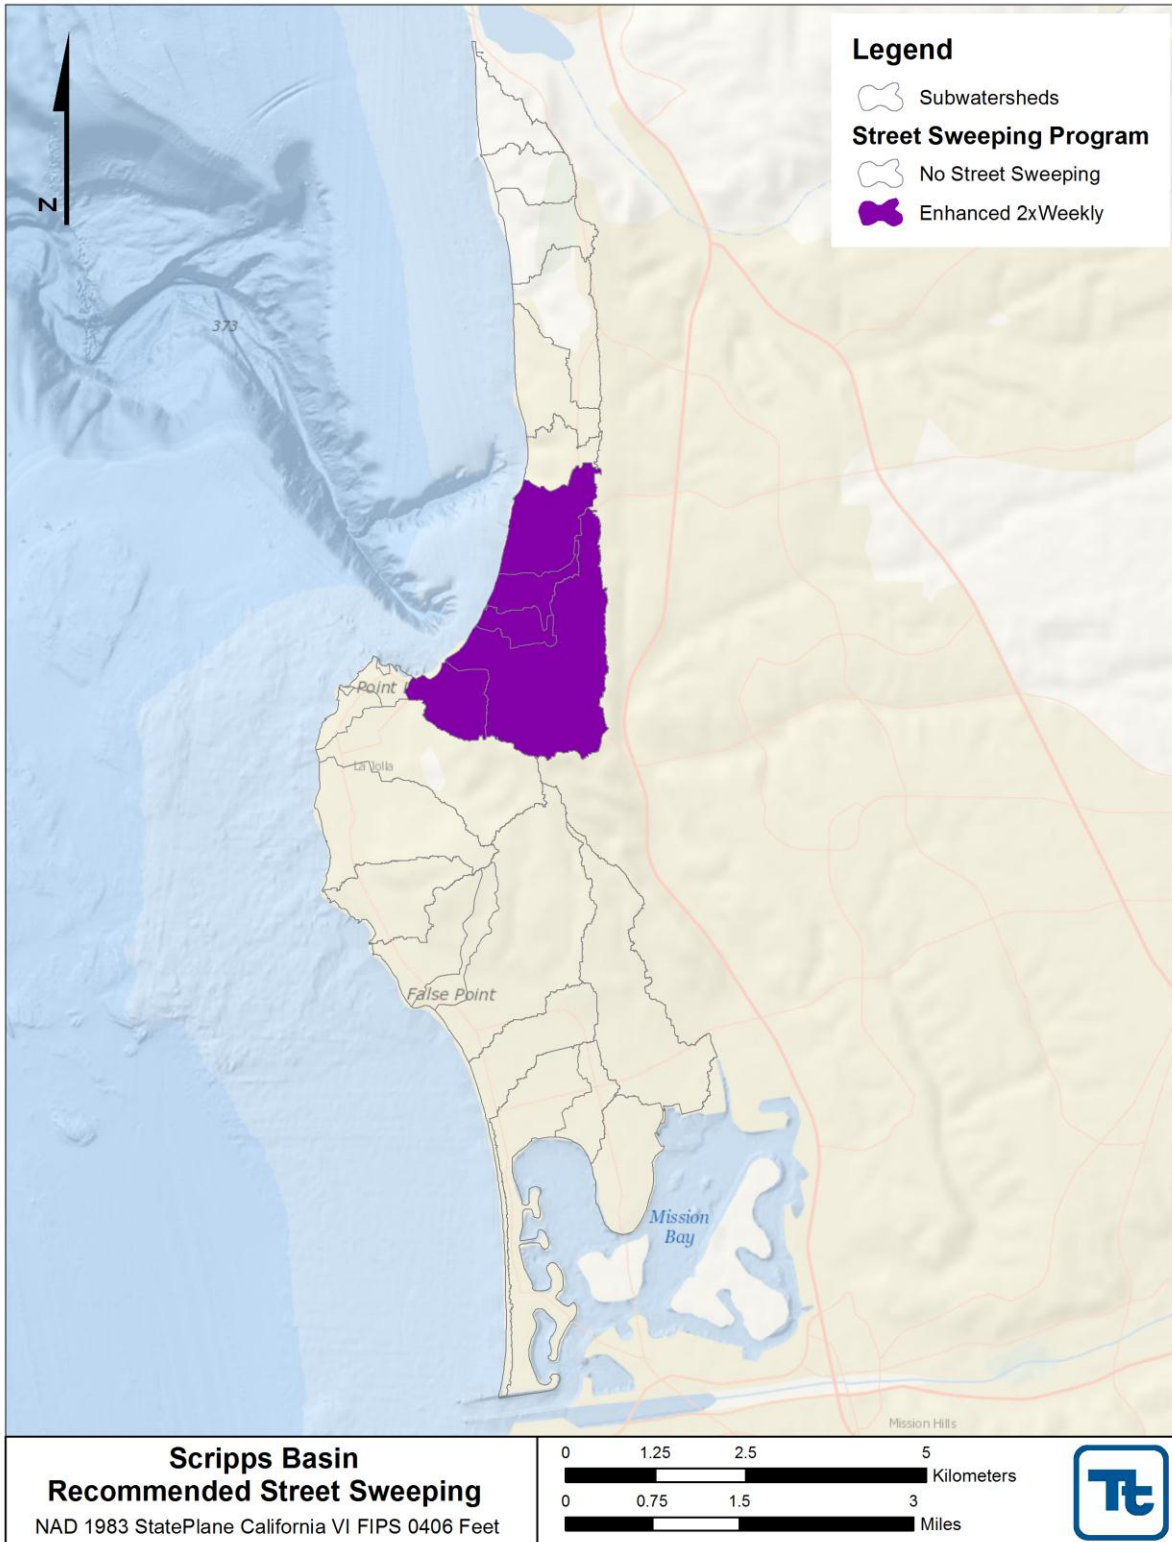 Legend
Subwatersheds
Street Sweeping Program
No Street Sweeping
Enhanced 2xWeekly
N
373
Point
La Jolla
False Point
Mission
Bay
Mission Hills
Scripps Basin
Recommended Street Sweeping
NAD 1983 StatePlane California VI FIPS 0406 Feet
0 1.25 2.5 5
Kilometers
0 0.75 1.5 3
Miles
Tt